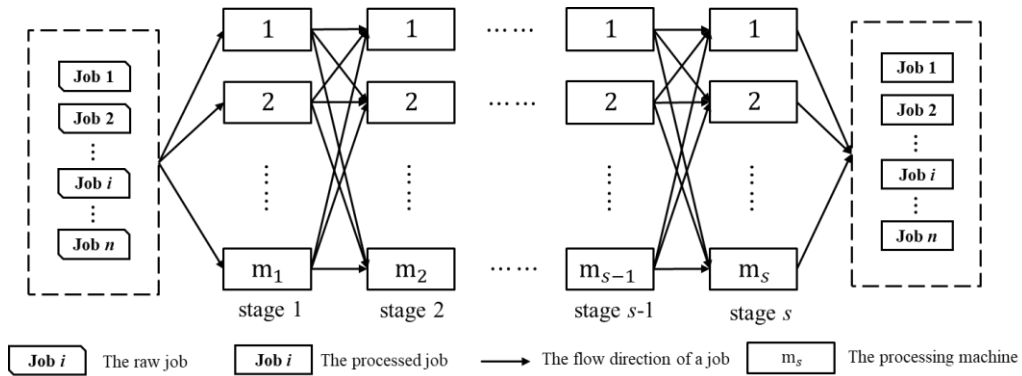 Job 1
Job 2
⋮
Job i
⋮
Job n
1 1 …… 1 1
2 2 …… 2 2
⋮ ⋮ ⋮ ⋮
m₁ m₂ …… mₛ₋₁ mₛ
stage 1 stage 2 stage s-1 stage s
Job 1
Job 2
⋮
Job i
⋮
Job n
Job i The raw job Job i The processed job The flow direction of a job mₛ The processing machine